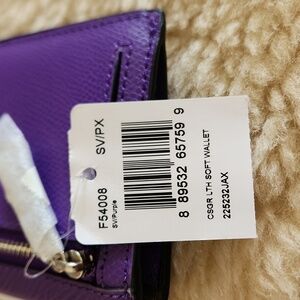 F54008
SV/PX
SV/Purple
8 89532 65759 9
CSGR LTH SOFT WALLET
225232JAX